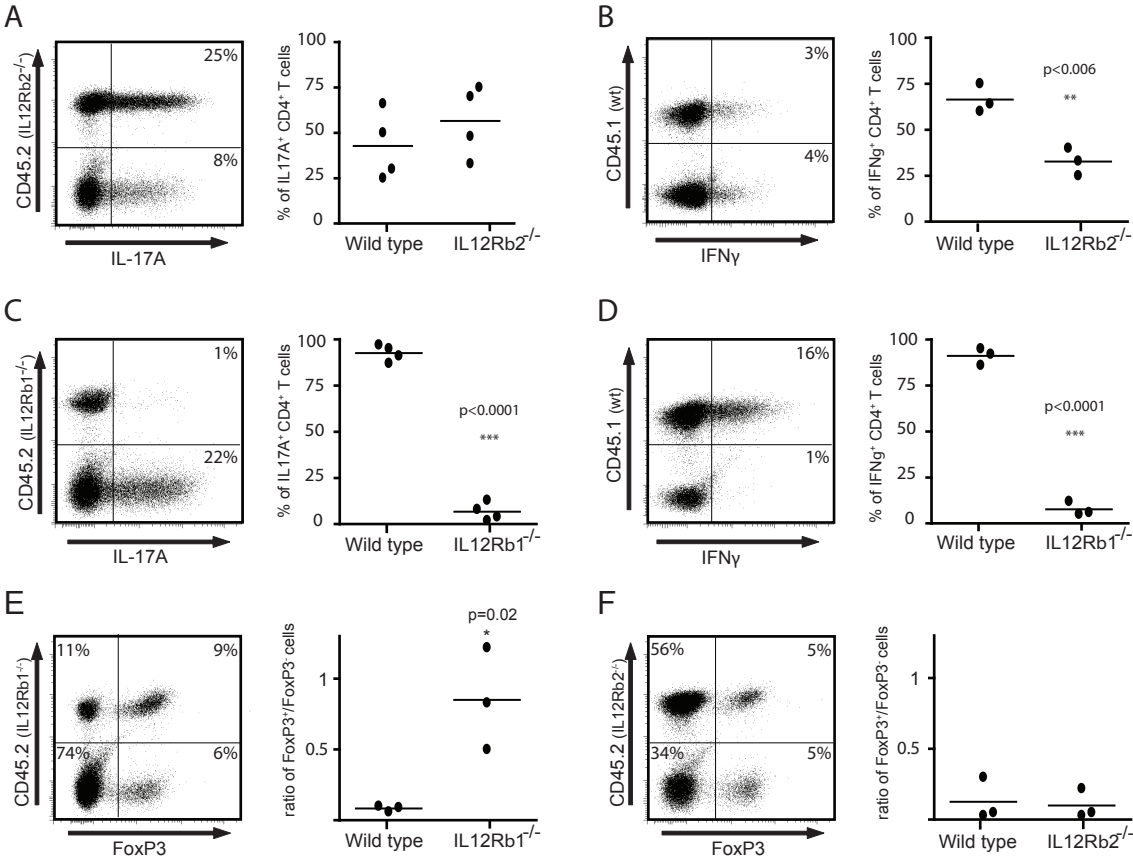 A
CD45.2 (IL12Rb2-/-)
25%
8%
IL-17A
% of IL17A+ CD4+ T cells
100
75
50
25
0
Wild type
IL12Rb2-/-
B
CD45.1 (wt)
3%
4%
IFNγ
% of IFNg+ CD4+ T cells
100
75
50
25
0
p<0.006
**
Wild type
IL12Rb2-/-
C
CD45.2 (IL12Rb1-/-)
1%
22%
IL-17A
% of IL17A+ CD4+ T cells
100
75
50
25
0
p<0.0001
***
Wild type
IL12Rb1-/-
D
CD45.1 (wt)
16%
1%
IFNγ
% of IFNg+ CD4+ T cells
100
75
50
25
0
p<0.0001
***
Wild type
IL12Rb1-/-
E
CD45.2 (IL12Rb1-/-)
11%
9%
74%
6%
FoxP3
ratio of FoxP3+/FoxP3- cells
1
0.5
0
p=0.02
*
Wild type
IL12Rb1-/-
F
CD45.2 (IL12Rb2-/-)
56%
5%
34%
5%
FoxP3
ratio of FoxP3+/FoxP3- cells
1
0.5
0
Wild type
IL12Rb2-/-